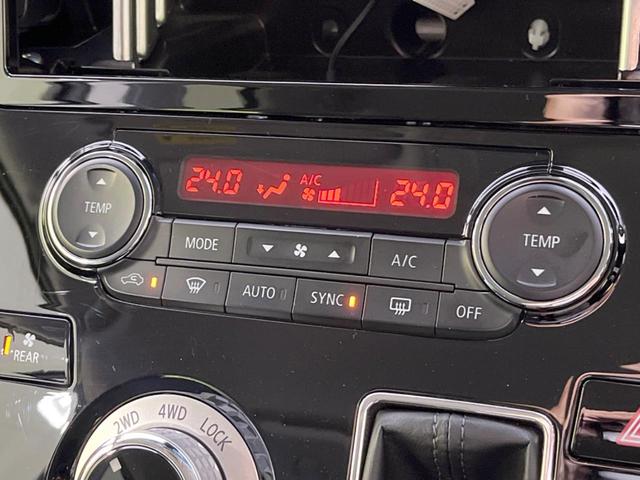 24.0 A/C 24.0
TEMP
MODE
A/C
TEMP
AUTO
SYNC
OFF
REAR
2WD 4WD LOCK